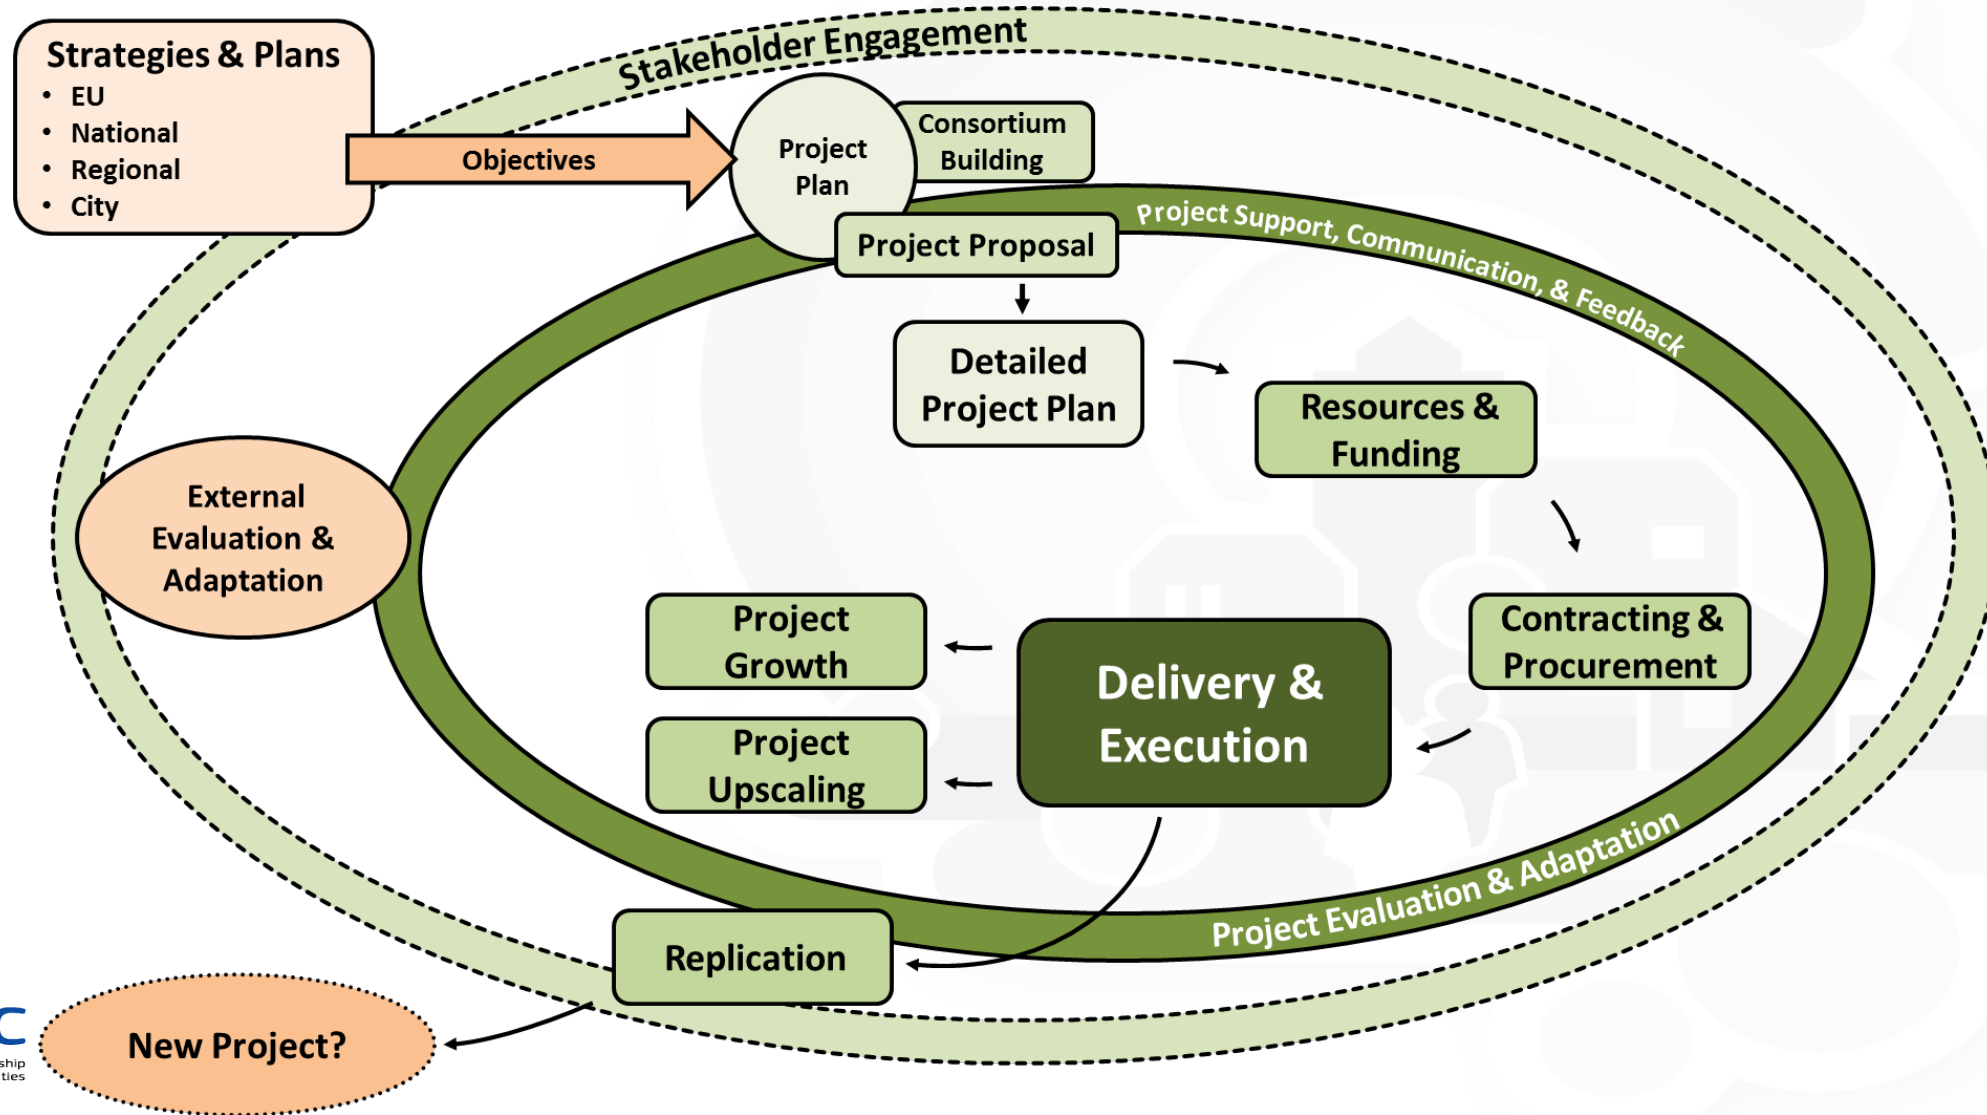 Strategies & Plans
• EU
• National
• Regional
• City
Stakeholder Engagement
Objectives
Project
Plan
Consortium
Building
Project Proposal
Project Support, Communication, & Feedback
Detailed
Project Plan
Resources &
Funding
External
Evaluation &
Adaptation
Contracting &
Procurement
Project
Growth
Delivery &
Execution
Project
Upscaling
Project Evaluation & Adaptation
Replication
New Project?
C
ship
ties